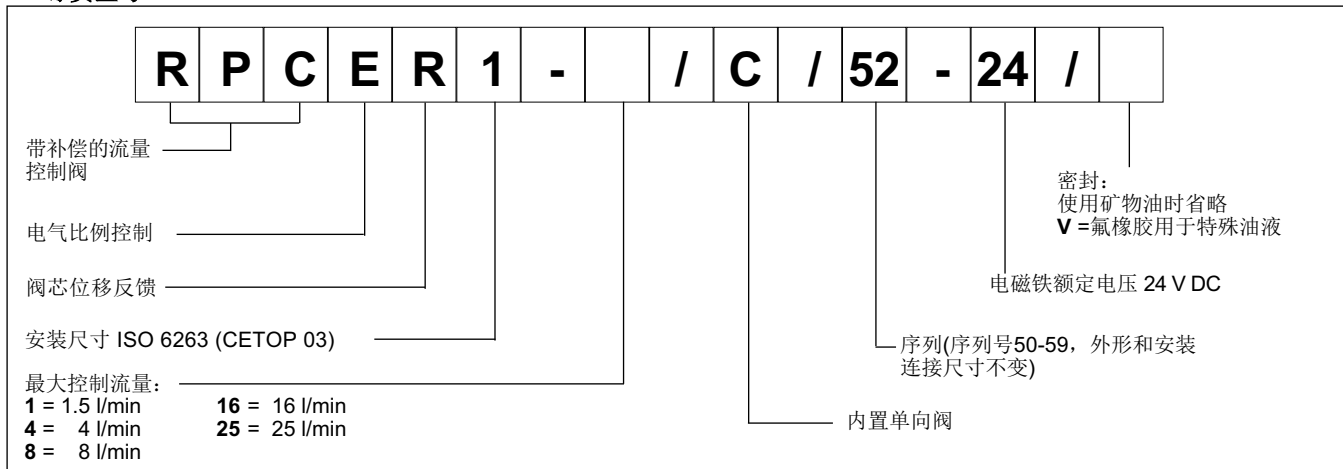 R P C E R 1 - / C / 52 - 24 /
带补偿的流量
控制阀
电气比例控制
阀芯位移反馈
安装尺寸 ISO 6263 (CETOP 03)
最大控制流量：
1 = 1.5 l/min 16 = 16 l/min
4 = 4 l/min 25 = 25 l/min
8 = 8 l/min
密封：
使用矿物油时省略
V =氟橡胶用于特殊油液
电磁铁额定电压 24 V DC
序列(序列号50-59，外形和安装
连接尺寸不变)
内置单向阀